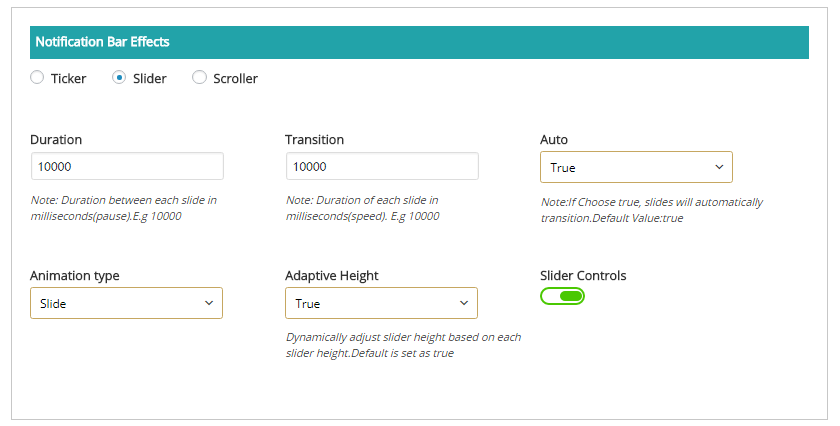 Notification Bar Effects
Ticker Slider Scroller
Duration
10000
Note: Duration between each slide in
milliseconds(pause).E.g 10000
Transition
10000
Note: Duration of each slide in
milliseconds(speed). E.g 10000
Auto
True
Note:If Choose true, slides will automatically
transition.Default Value:true
Animation type
Slide
Adaptive Height
True
Dynamically adjust slider height based on each
slider height.Default is set as true
Slider Controls